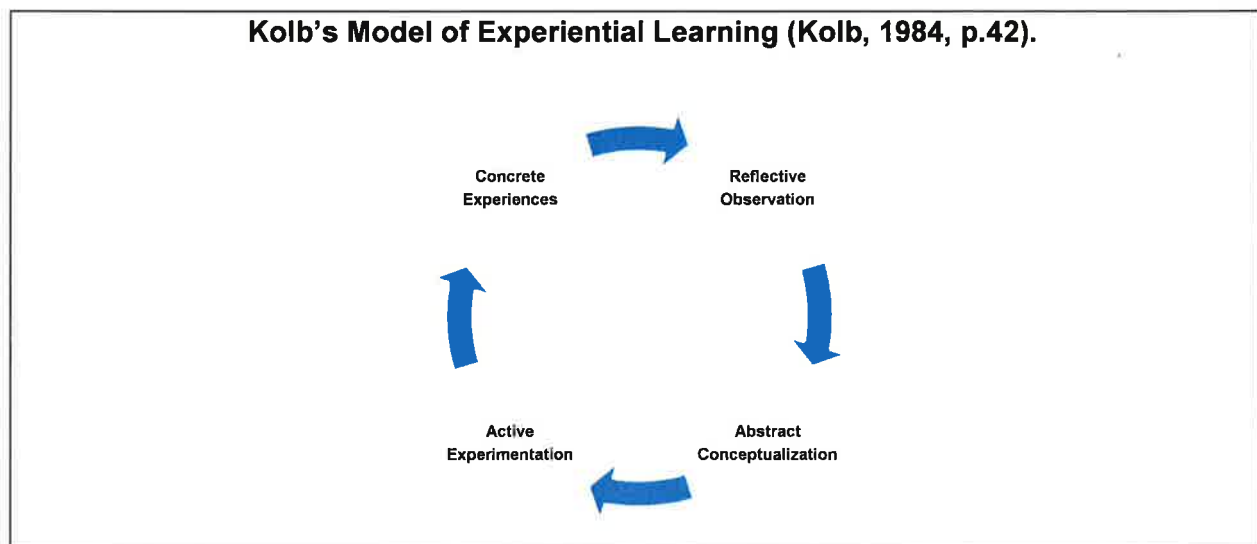 Kolb's Model of Experiential Learning (Kolb, 1984, p.42).
Concrete
Experiences
Reflective
Observation
Active
Experimentation
Abstract
Conceptualization